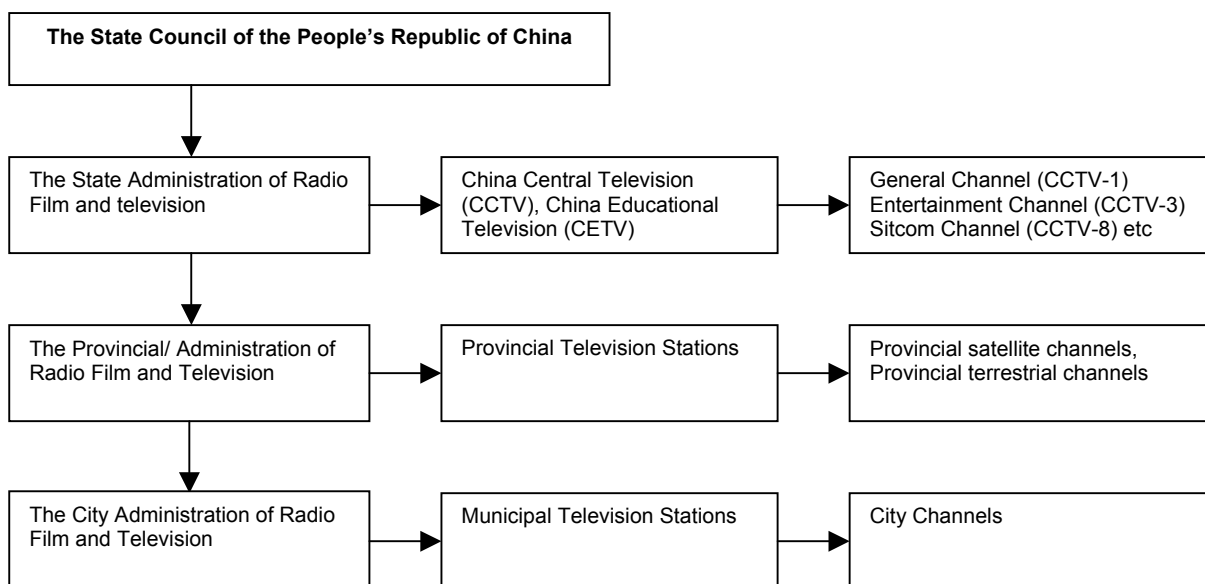 The State Council of the People's Republic of China
The State Administration of Radio
Film and television
China Central Television
(CCTV), China Educational
Television (CETV)
General Channel (CCTV-1)
Entertainment Channel (CCTV-3)
Sitcom Channel (CCTV-8) etc
The Provincial/ Administration of
Radio Film and Television
Provincial Television Stations
Provincial satellite channels,
Provincial terrestrial channels
The City Administration of Radio
Film and Television
Municipal Television Stations
City Channels